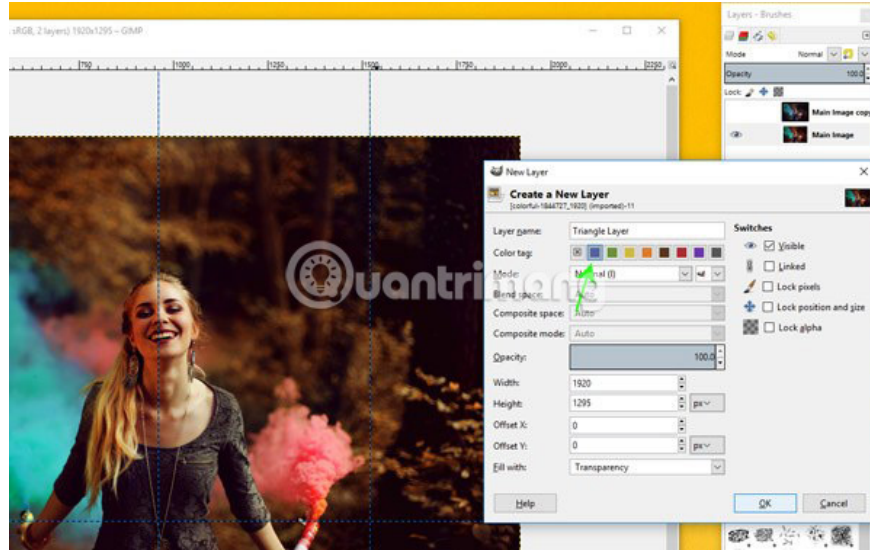 sRGB, 2 layers) 1920x1295 – GIMP
750 1000 1250 1500 1750 2000 2250
Layers - Brushes
Mode Normal
Opacity 100.0
Lock:
Main Image copy
Main Image
New Layer
Create a New Layer
[colorful-1844727_1920] (imported)-11
Layer name: Triangle Layer
Color tag:
Mode: Normal (l)
Blend space: Auto
Composite space: Auto
Composite mode: Auto
Opacity: 100.0
Width: 1920
Height: 1295 px
Offset X: 0
Offset Y: 0 px
Fill with: Transparency
Switches
Visible
Linked
Lock pixels
Lock position and size
Lock alpha
Help OK Cancel
Quantrimang